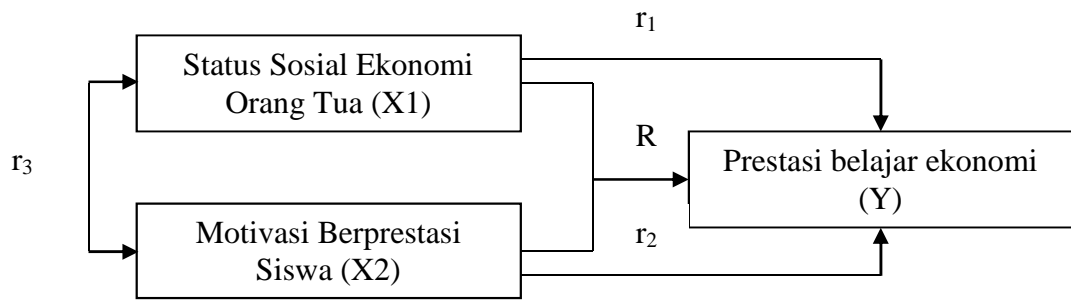 r₁
Status Sosial Ekonomi
Orang Tua (X1)
R
Prestasi belajar ekonomi
(Y)
r₃
Motivasi Berprestasi
Siswa (X2)
r₂